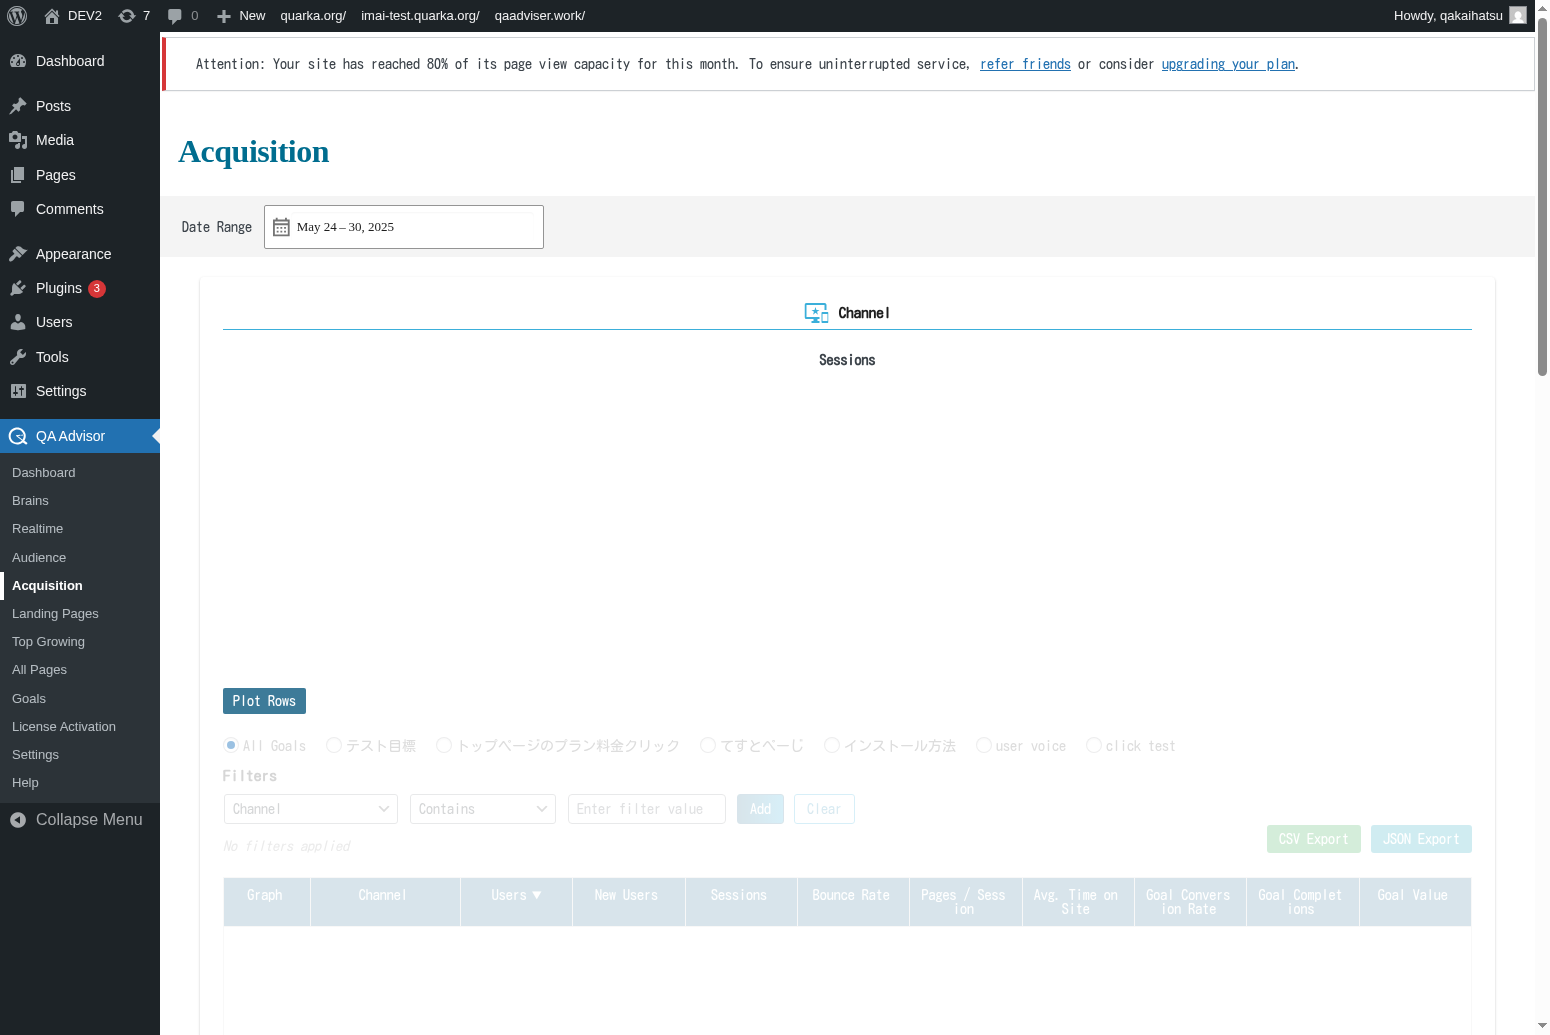 DEV2 7 0 New quarka.org/ imai-test.quarka.org/ qaadviser.work/ Howdy, qakaihatsu
Dashboard
Posts
Media
Pages
Comments
Appearance
Plugins 3
Users
Tools
Settings
QA Advisor
Dashboard
Brains
Realtime
Audience
Acquisition
Landing Pages
Top Growing
All Pages
Goals
License Activation
Settings
Help
Collapse Menu
Attention: Your site has reached 80% of its page view capacity for this month. To ensure uninterrupted service, refer friends or consider upgrading your plan.
Acquisition
Date Range May 24 – 30, 2025
Channel
Sessions
Plot Rows
All Goals テスト目標 トップページのプラン料金クリック てすとぺーじ インストール方法 user voice click test
Filters
Channel Contains Enter filter value Add Clear
No filters applied
CSV Export JSON Export
Graph Channel Users ▼ New Users Sessions Bounce Rate Pages / Sess Avg. Time on Goal Convers Goal Complet Goal Value
ion Site ion Rate ions